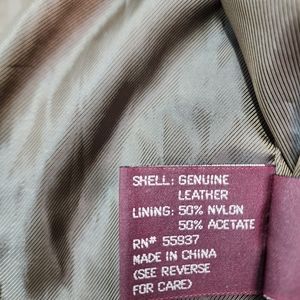 SHELL: GENUINE
LEATHER
LINING: 50% NYLON
50% ACETATE
RN# 55937
MADE IN CHINA
(SEE REVERSE
FOR CARE)